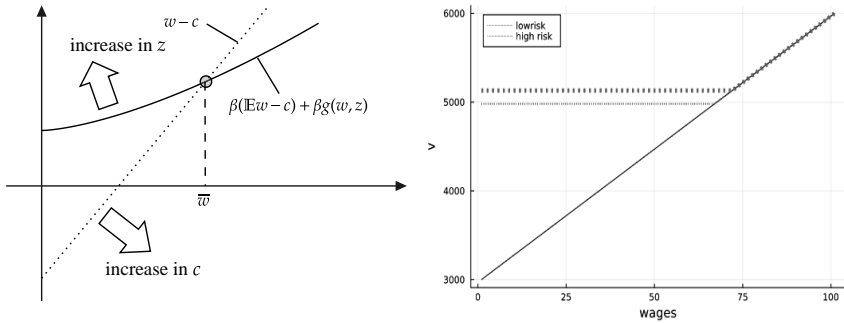 w − c
increase in z
β(𝔼w − c) + βg(w, z)
w̅
increase in c
6000
5000
4000
3000
v
lowrisk
high risk
0
25
50
75
100
wages